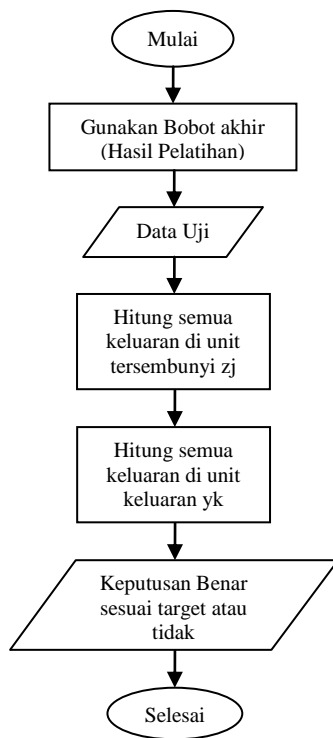 Mulai
Gunakan Bobot akhir
(Hasil Pelatihan)
Data Uji
Hitung semua
keluaran di unit
tersembunyi zj
Hitung semua
keluaran di unit
keluaran yk
Keputusan Benar
sesuai target atau
tidak
Selesai